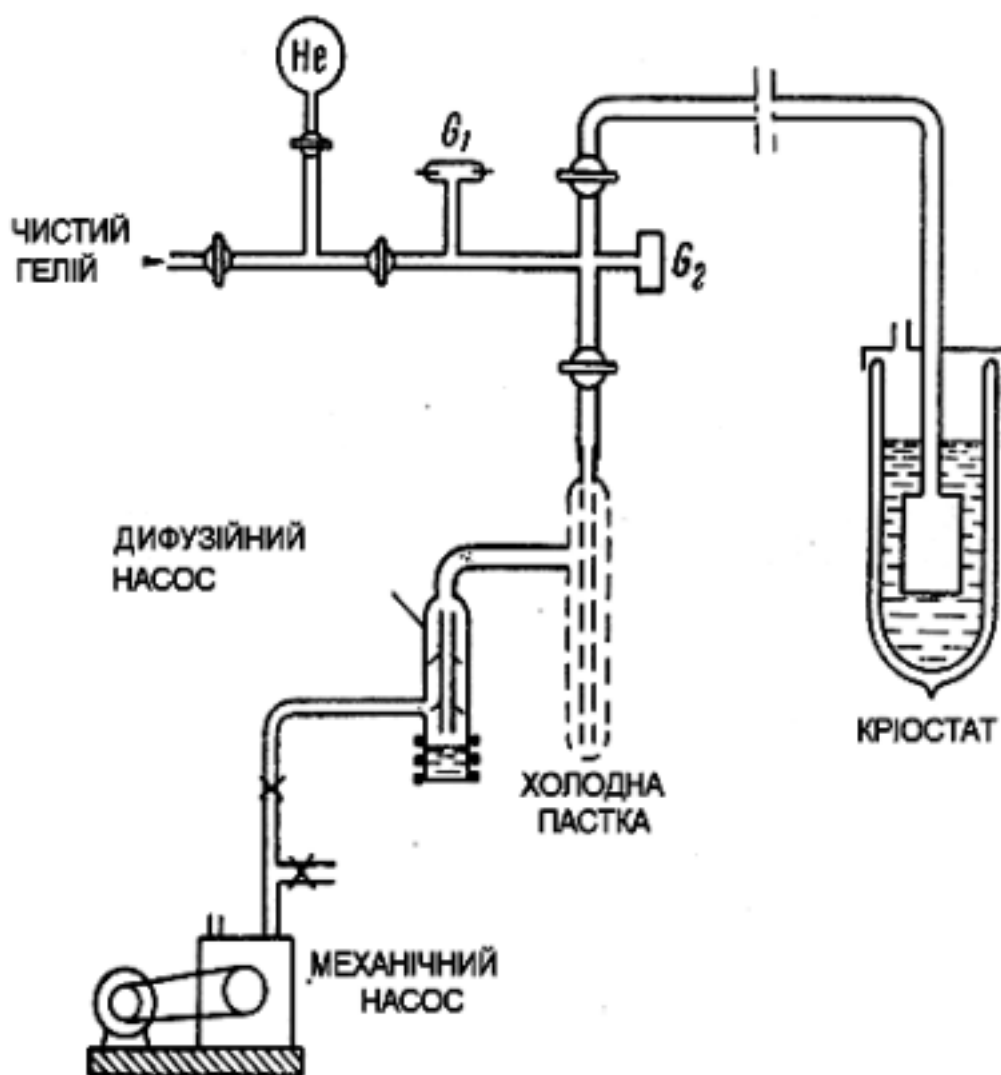 He
G₁
ЧИСТИЙ
ГЕЛІЙ
G₂
ДИФУЗІЙНИЙ
НАСОС
КРІОСТАТ
ХОЛОДНА
ПАСТКА
МЕХАНІЧНИЙ
НАСОС